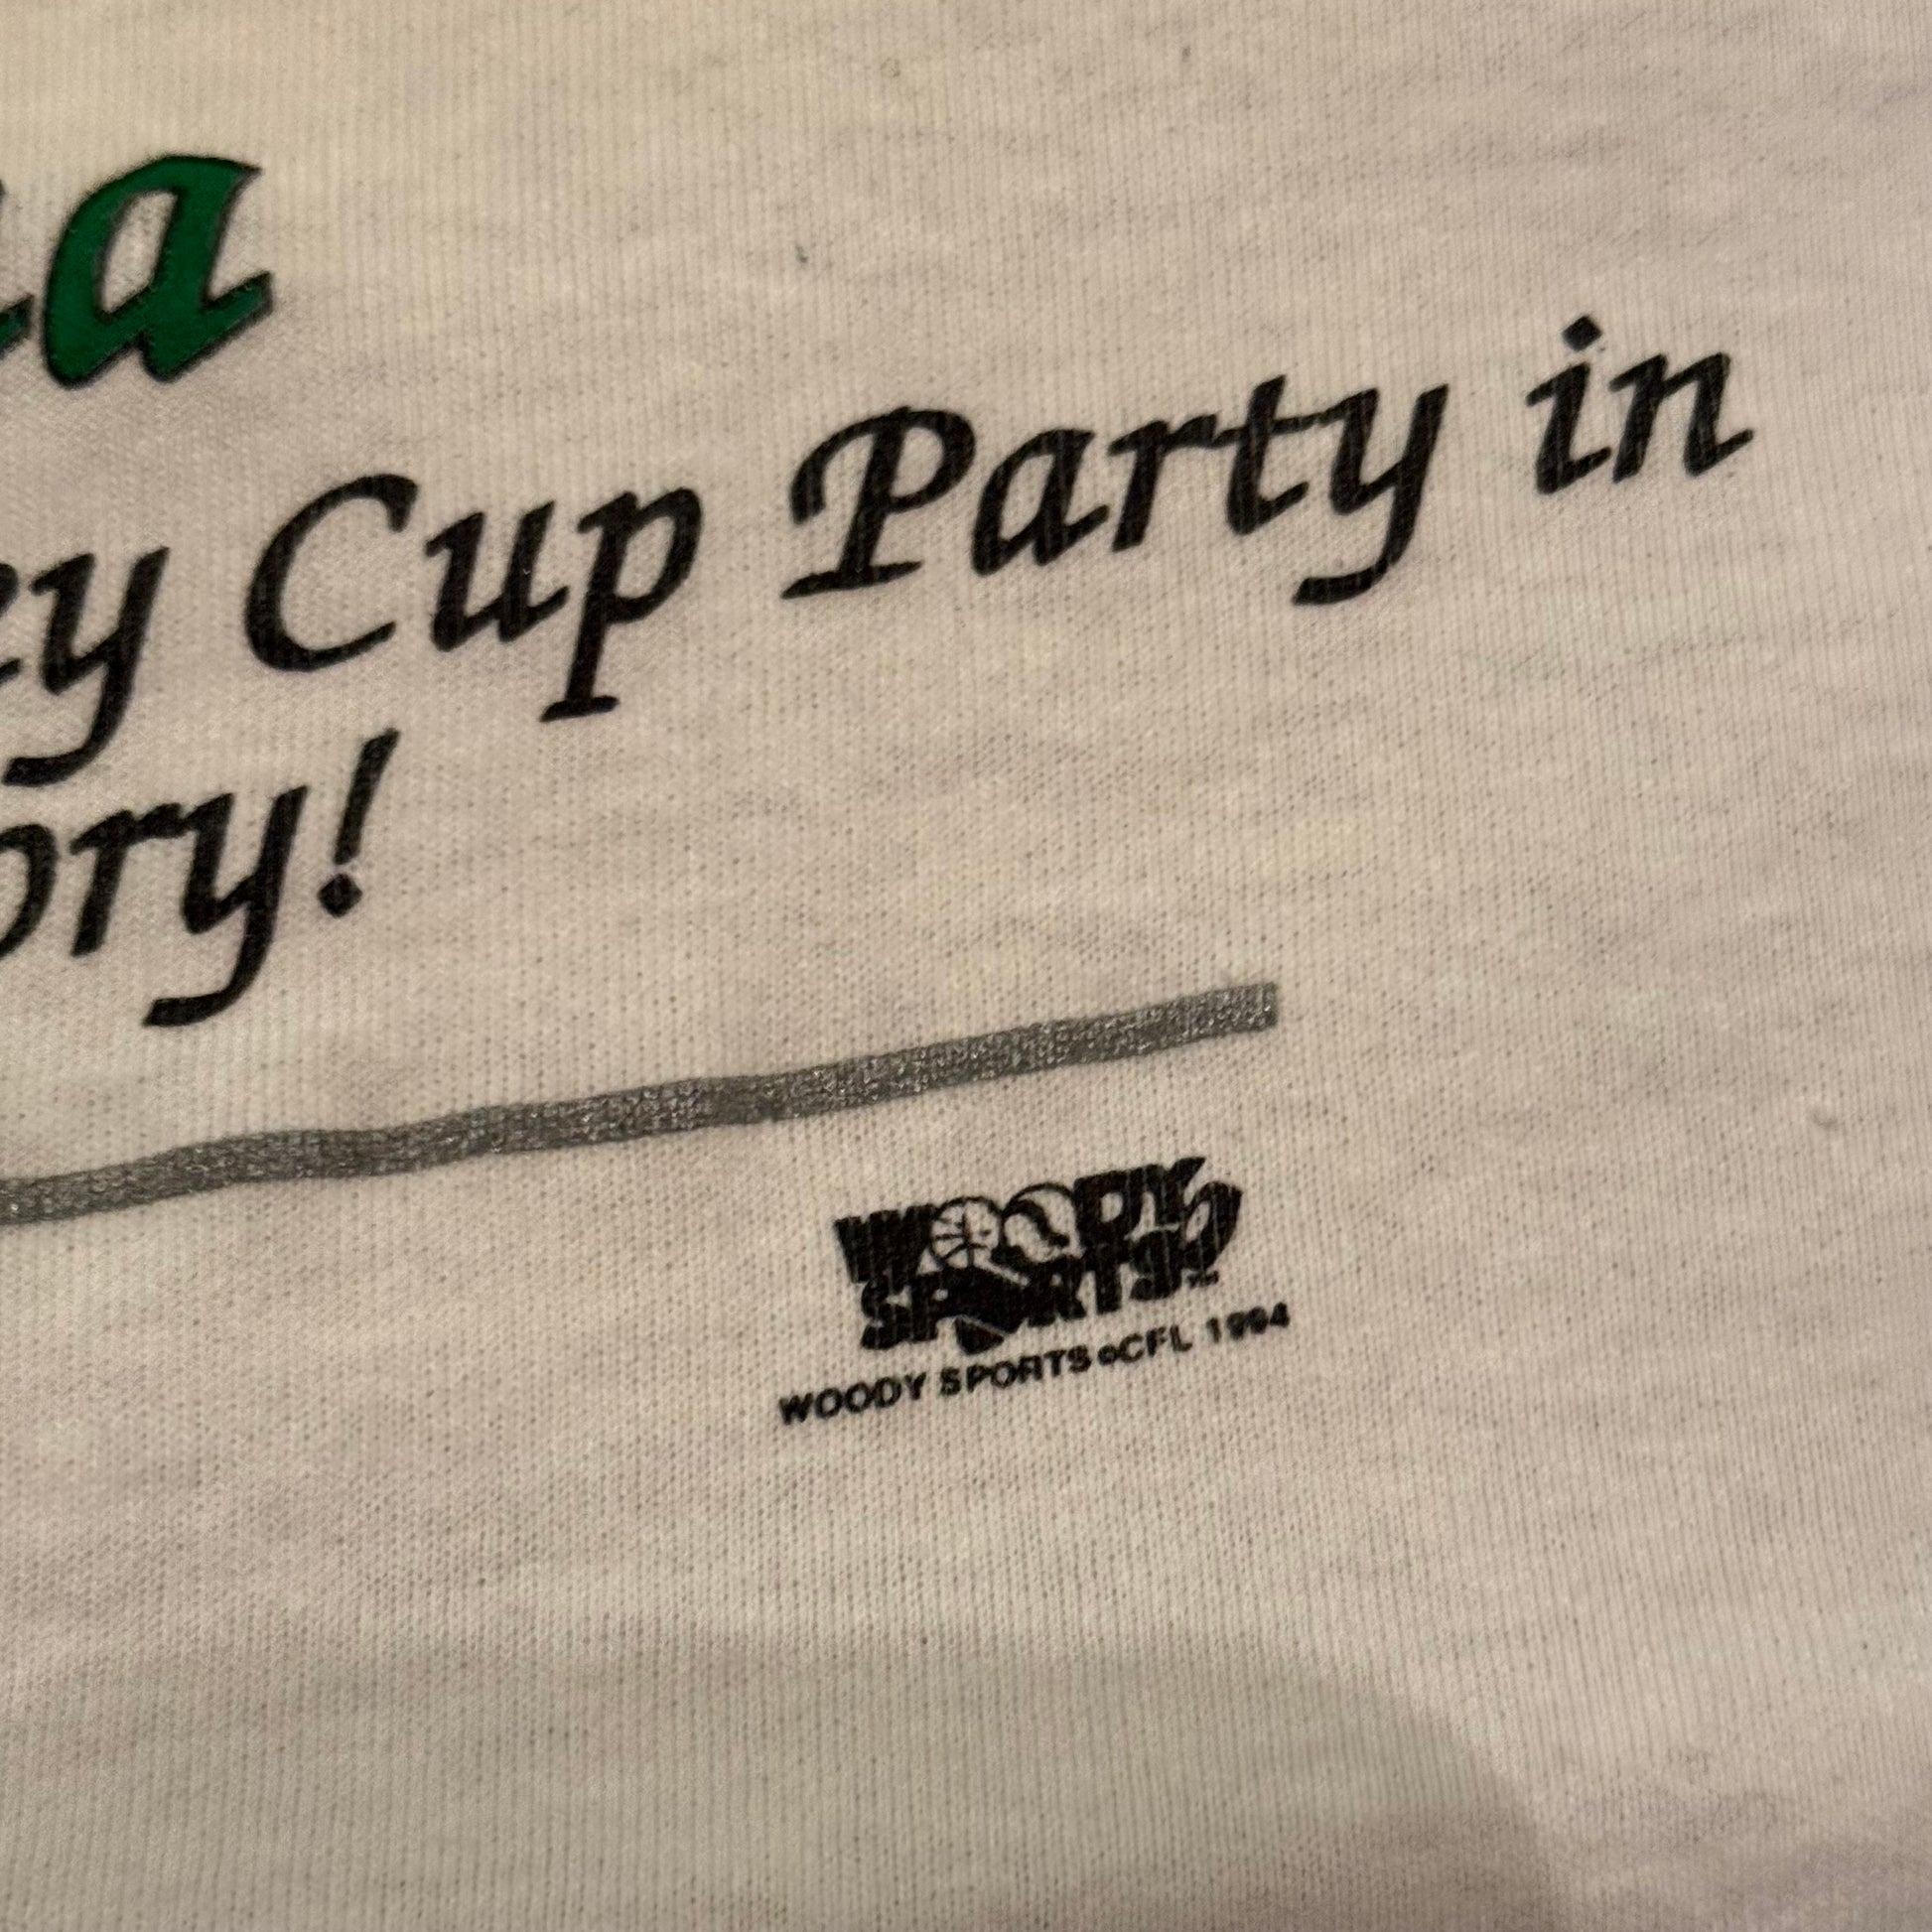 a
ey Cup Party in
ory!
WOODY
SPORTS
WOODY SPORTS ©CFL 1994